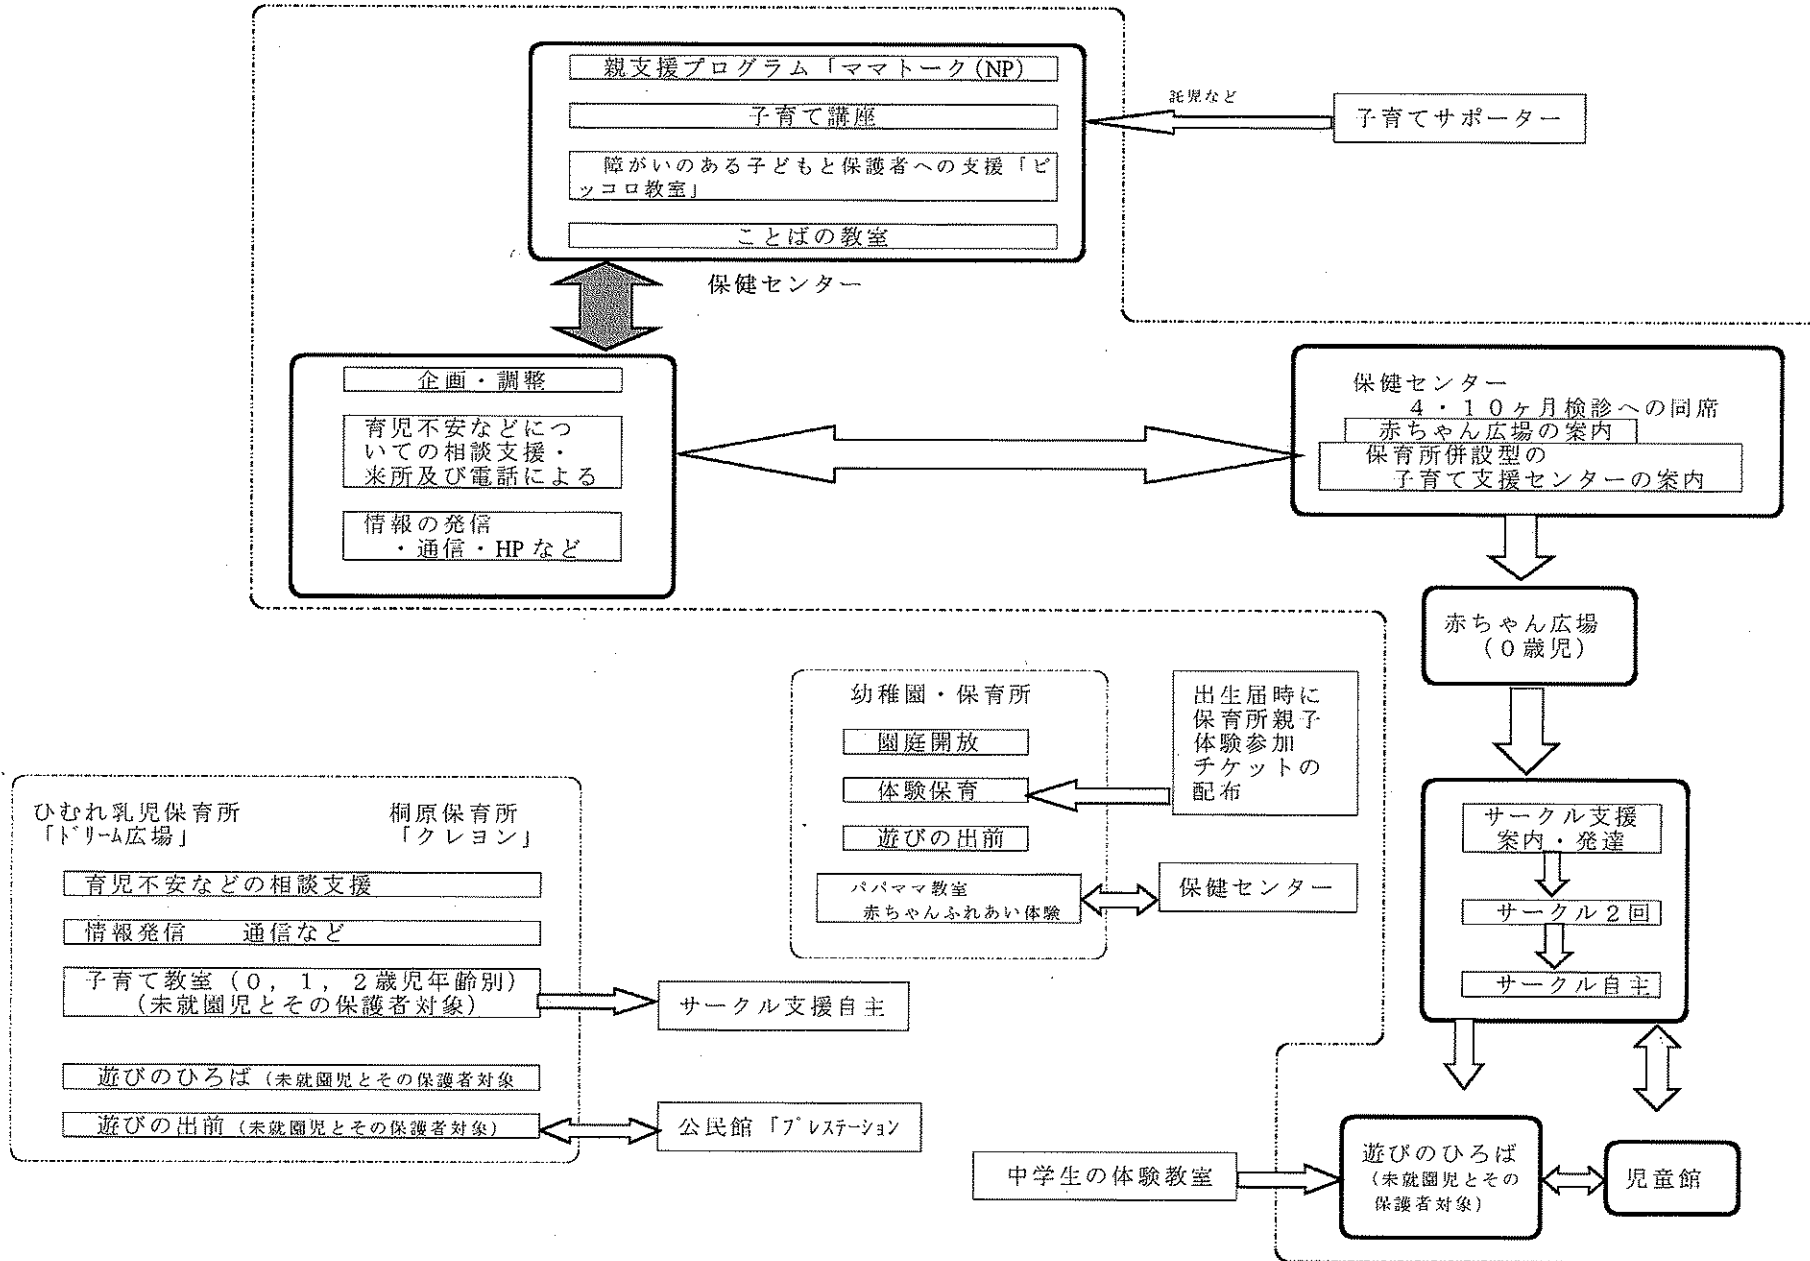 親支援プログラム「ママトーク(NP)
子育て講座
障がいのある子どもと保護者への支援「ピ
ッコロ教室」
ことばの教室
保健センター
託児など
子育てサポーター
企画・調整
育児不安などにつ
いての相談支援・
来所及び電話による
情報の発信
・通信・HPなど
保健センター
4・10ヶ月検診への同席
赤ちゃん広場の案内
保育所併設型の
子育て支援センターの案内
赤ちゃん広場
(0歳児)
幼稚園・保育所
園庭開放
体験保育
遊びの出前
パパママ教室
赤ちゃんふれあい体験
出生届時に
保育所親子
体験参加
チケットの
配布
保健センター
サークル支援
案内・発達
サークル2回
サークル自主
ひむれ乳児保育所
「ドリーム広場」
桐原保育所
「クレヨン」
育児不安などの相談支援
情報発信 通信など
子育て教室(0,1,2歳児年齢別)
(未就園児とその保護者対象)
サークル支援自主
遊びのひろば(未就園児とその保護者対象
遊びの出前(未就園児とその保護者対象)
公民館「プレステーション
中学生の体験教室
遊びのひろば
(未就園児とその
保護者対象)
児童館